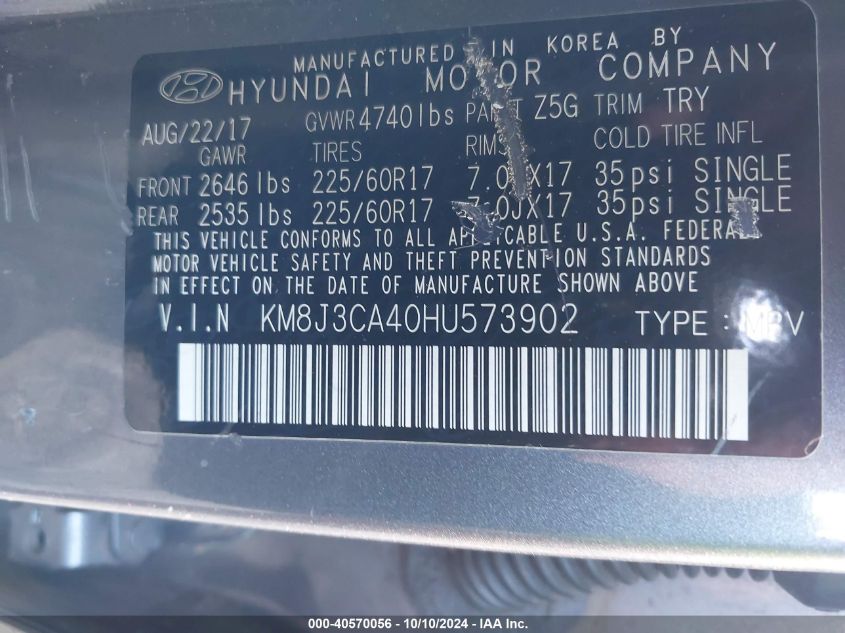 MANUFACTURED IN KOREA BY
HYUNDAI MOTOR COMPANY
AUG/22/17 GVWR 4740lbs PAINT Z5G TRIM TRY
GAWR TIRES RIMS COLD TIRE INFL
FRONT 2646 lbs 225/60R17 7.0JX17 35psi SINGLE
REAR 2535 lbs 225/60R17 7.0JX17 35psi SINGLE
THIS VEHICLE CONFORMS TO ALL APPLICABLE U.S.A. FEDERAL
MOTOR VEHICLE SAFETY AND THEFT PREVENTION STANDARDS
IN EFFECT ON THE DATE OF MANUFACTURE SHOWN ABOVE
V.I.N KM8J3CA40HU573902 TYPE : MPV
000-40570056 - 10/10/2024 - IAA Inc.